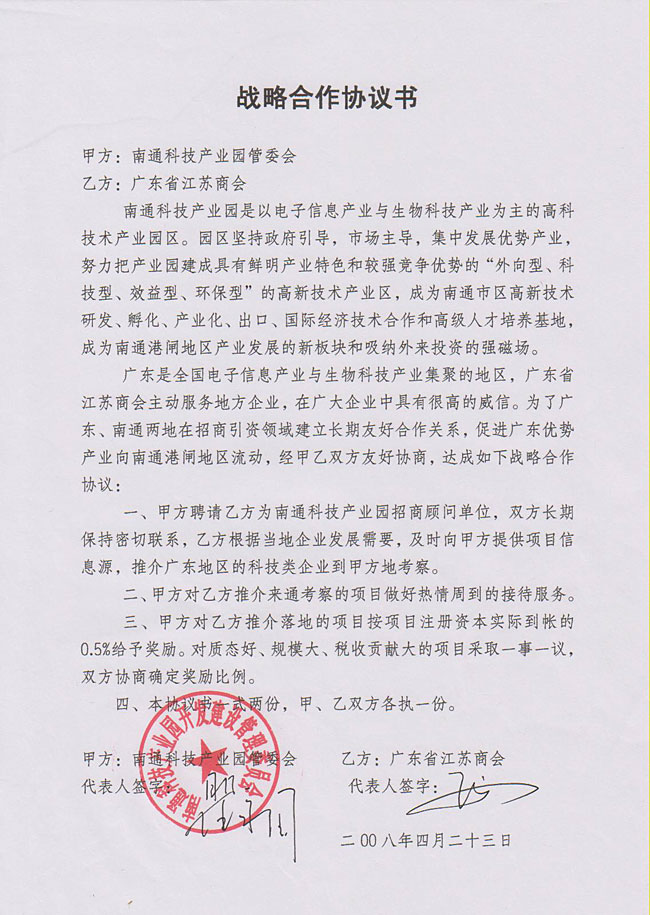 战略合作协议书
甲方：南通科技产业园管委会
乙方：广东省江苏商会
南通科技产业园是以电子信息产业与生物科技产业为主的高科
技术产业园区。园区坚持政府引导，市场主导，集中发展优势产业，
努力把产业园建成具有鲜明产业特色和较强竞争优势的“外向型、科
技型、效益型、环保型”的高新技术产业区，成为南通市区高新技术
研发、孵化、产业化、出口、国际经济技术合作和高级人才培养基地，
成为南通港闸地区产业发展的新板块和吸纳外来投资的强磁场。
广东是全国电子信息产业与生物科技产业集聚的地区，广东省
江苏商会主动服务地方企业，在广大企业中具有很高的威信。为了广
东、南通两地在招商引资领域建立长期友好合作关系，促进广东优势
产业向南通港闸地区流动，经甲乙双方友好协商，达成如下战略合作
协议：
一、甲方聘请乙方为南通科技产业园招商顾问单位，双方长期
保持密切联系，乙方根据当地企业发展需要，及时向甲方提供项目信
息源，推介广东地区的科技类企业到甲方地考察。
二、甲方对乙方推介来通考察的项目做好热情周到的接待服务。
三、甲方对乙方推介落地的项目按项目注册资本实际到帐的
0.5%给予奖励。对质态好、规模大、税收贡献大的项目采取一事一议，
双方协商确定奖励比例。
四、本协议书一式两份，甲、乙双方各执一份。
甲方：南通科技产业园管委会 乙方：广东省江苏商会
代表人签字： 代表人签字：
南通科技产业园开发建设管理委员会
二00八年四月二十三日